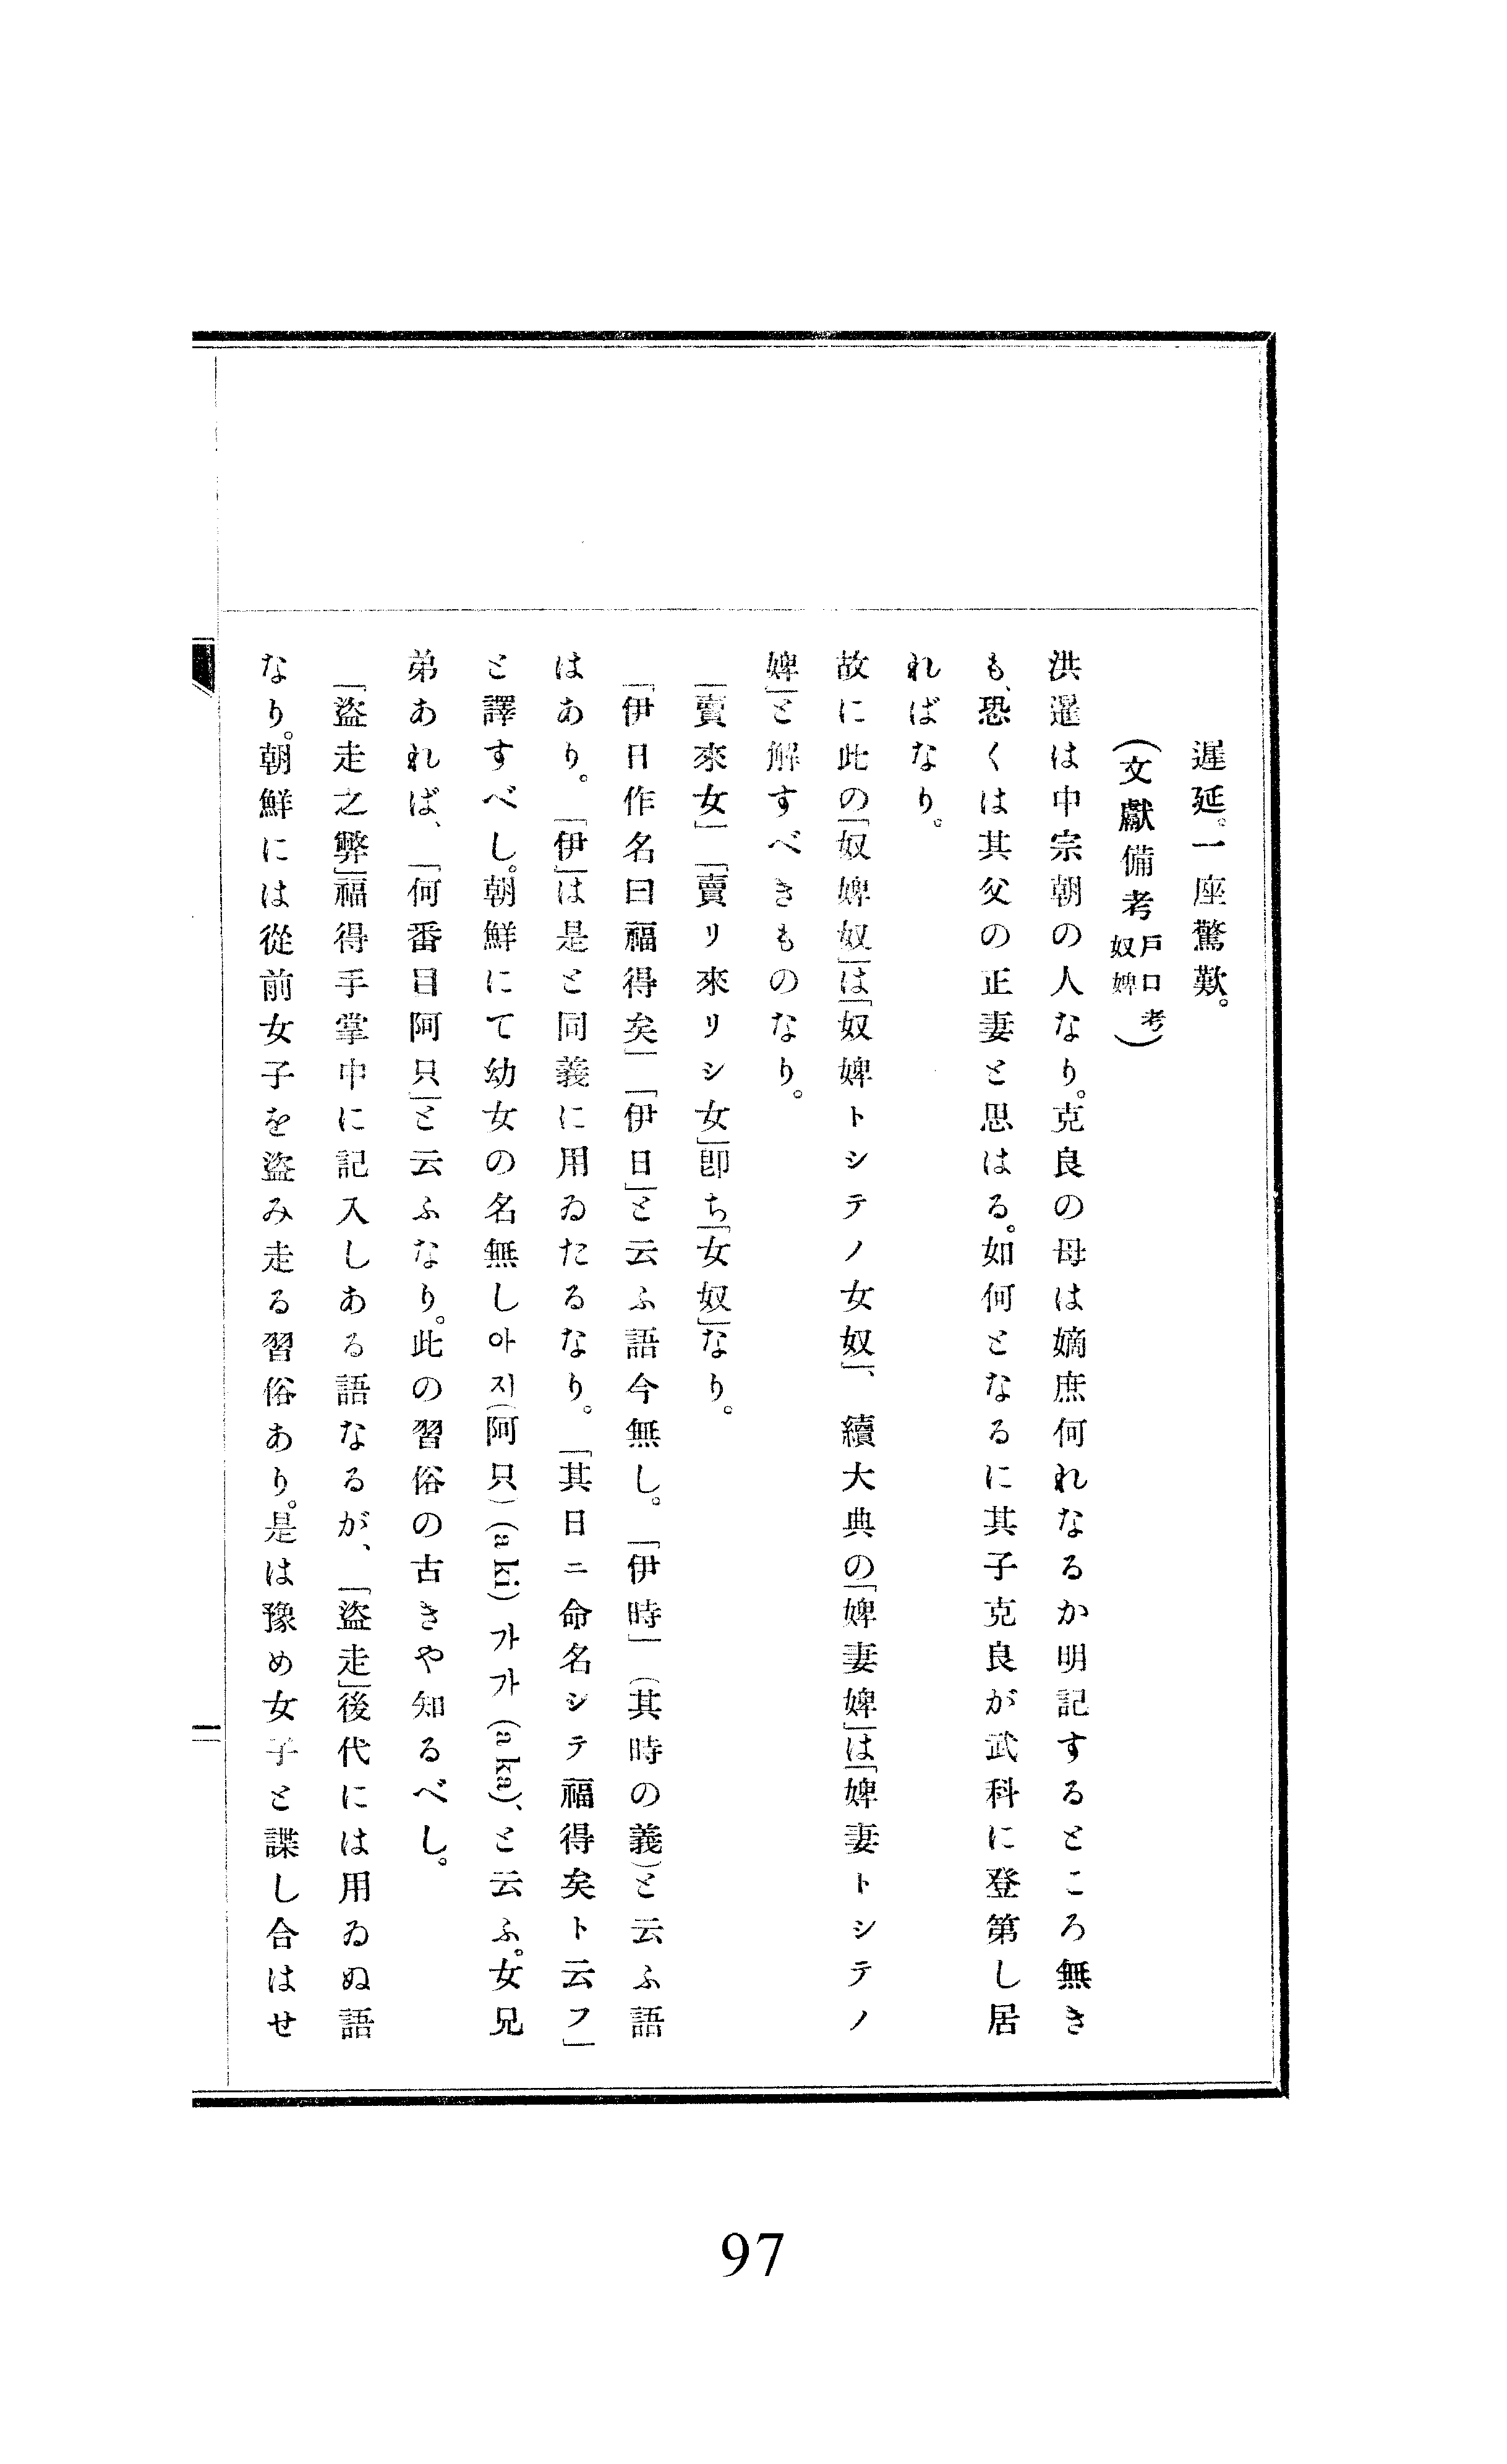 遲延。一座驚歎。
(文獻備考戶口考奴婢)
洪暹は中宗朝の人なり。克良の母は嫡庶何れなるか明記するところ無き
も、恐くは其父の正妻と思はる。如何となるに其子克良が武科に登第し居
ればなり。
故に此の「奴婢奴」は「奴婢トシテノ女奴」、續大典の「婢妻婢」は「婢妻トシテノ
婢」と解すべきものなり。
「賣來女」「賣リ來リシ女」卽ち「女奴」なり。
「伊日作名曰福得矣」「伊日」と云ふ語今無し。「伊時」(其時の義)と云ふ語
はあり。「伊」は是と同義に用ゐたるなり。「其日ニ命名シテ福得矣ト云フ」
と譯すべし。朝鮮にて幼女の名無し아지(阿只)(a ki)가가(a ka)、と云ふ。女兄
弟あれば、「何番目阿只」と云ふなり。此の習俗の古きや知るべし。
「盜走之弊」福得手掌中に記入しある語なるが、「盜走」後代には用ゐぬ語
なり。朝鮮には從前女子を盜み走る習俗あり。是は豫め女子と諜し合はせ
一
97